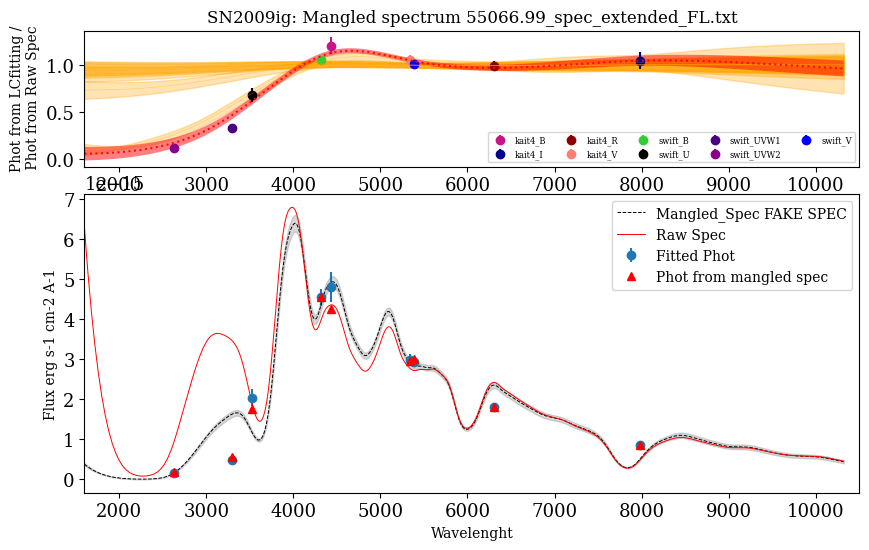 SN2009ig: Mangled spectrum 55066.99_spec_extended_FL.txt
Phot from LCfitting /
Phot from Raw Spec
1.0
0.5
0.0
kait4_B
kait4_R
swift_B
swift_UVW1
swift_V
kait4_I
kait4_V
swift_U
swift_UVW2
2000 3000 4000 5000 6000 7000 8000 9000 10000
1e−15
Flux erg s-1 cm-2 A-1
7
6
5
4
3
2
1
0
Mangled_Spec FAKE SPEC
Raw Spec
Fitted Phot
Phot from mangled spec
2000 3000 4000 5000 6000 7000 8000 9000 10000
Wavelenght